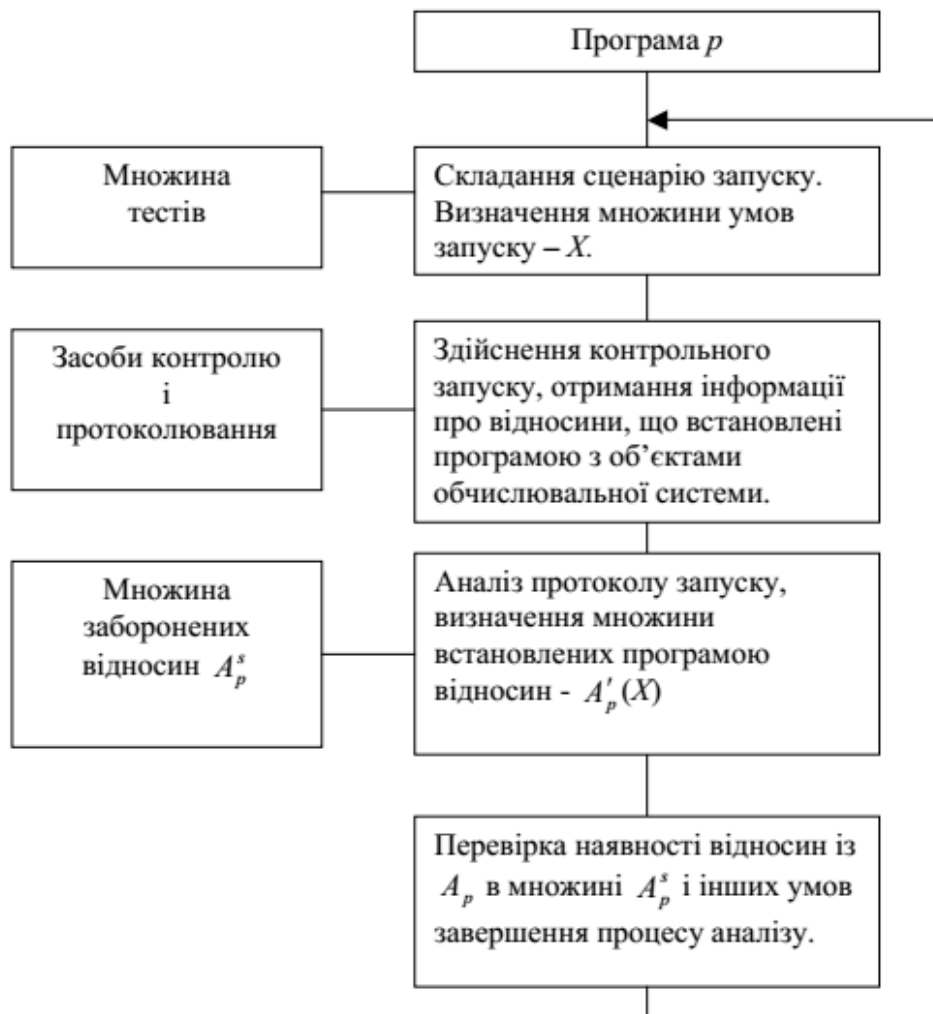 Програма p
Множина
тестів
Складання сценарію запуску.
Визначення множини умов
запуску – X.
Засоби контролю
і
протоколювання
Здійснення контрольного
запуску, отримання інформації
про відносини, що встановлені
програмою з об’єктами
обчислювальної системи.
Множина
заборонених
відносин A_p^s
Аналіз протоколу запуску,
визначення множини
встановлених програмою
відносин - A′_p(X)
Перевірка наявності відносин із
A_p в множині A_p^s і інших умов
завершення процесу аналізу.